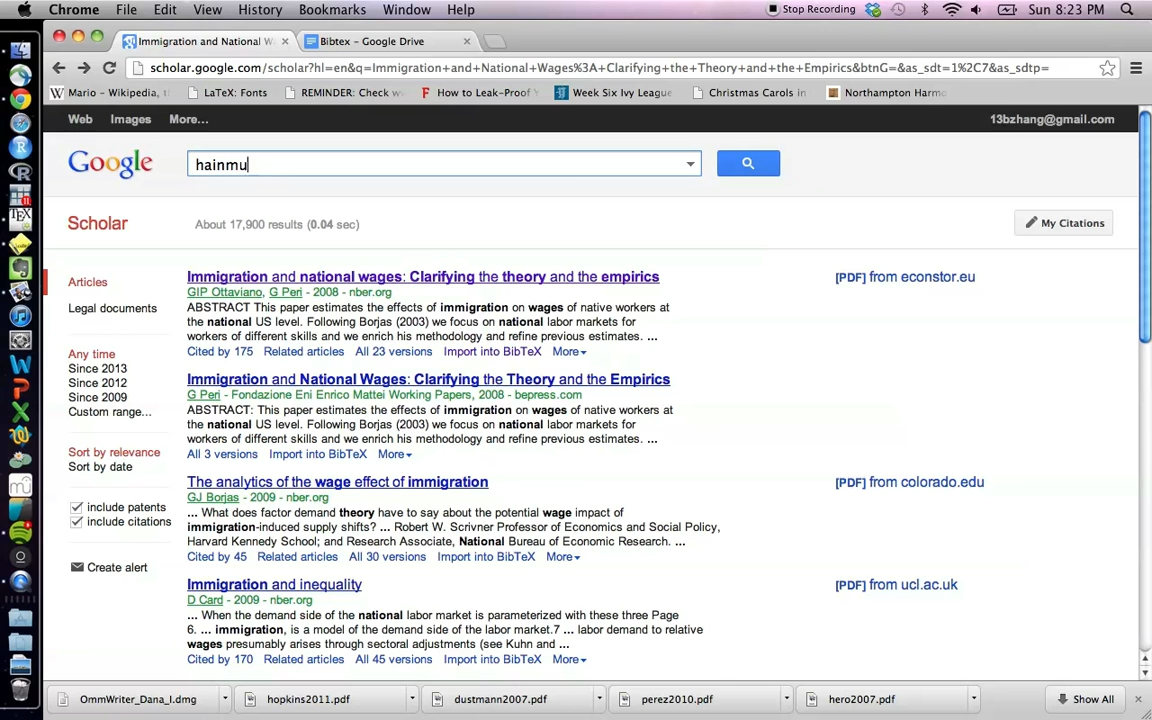 Chrome File Edit View History Bookmarks Window Help Stop Recording Sun 8:23 PM
Immigration and National W Bibtex - Google Drive
scholar.google.com/scholar?hl=en&q=Immigration+and+National+Wages%3A+Clarifying+the+Theory+and+the+Empirics&btnG=&as_sdt=1%2C7&as_sdtp=
Mario - Wikipedia, LaTeX: Fonts REMINDER: Check w How to Leak-Proof Week Six Ivy League Christmas Carols in Northampton Harm
Web Images More... 13bzhang@gmail.com
Google hainmu
Scholar About 17,900 results (0.04 sec) My Citations
Articles
Legal documents
Any time
Since 2013
Since 2012
Since 2009
Custom range...
Sort by relevance
Sort by date
include patents
include citations
Create alert
Immigration and national wages: Clarifying the theory and the empirics [PDF] from econstor.eu
GIP Ottaviano, G Peri - 2008 - nber.org
ABSTRACT This paper estimates the effects of immigration on wages of native workers at
the national US level. Following Borjas (2003) we focus on national labor markets for
workers of different skills and we enrich his methodology and refine previous estimates. ...
Cited by 175 Related articles All 23 versions Import into BibTeX More
Immigration and National Wages: Clarifying the Theory and the Empirics
G Peri - Fondazione Eni Enrico Mattei Working Papers, 2008 - bepress.com
ABSTRACT: This paper estimates the effects of immigration on wages of native workers at
the national US level. Following Borjas (2003) we focus on national labor markets for
workers of different skills and we enrich his methodology and refine previous estimates. ...
All 3 versions Import into BibTeX More
The analytics of the wage effect of immigration [PDF] from colorado.edu
GJ Borjas - 2009 - nber.org
... What does factor demand theory have to say about the potential wage impact of
immigration-induced supply shifts? ... Robert W. Scrivner Professor of Economics and Social Policy,
Harvard Kennedy School; and Research Associate, National Bureau of Economic Research. ...
Cited by 45 Related articles All 30 versions Import into BibTeX More
Immigration and inequality [PDF] from ucl.ac.uk
D Card - 2009 - nber.org
... When the demand side of the national labor market is parameterized with these three Page
6. ... immigration, is a model of the demand side of the labor market.7 ... labor demand to relative
wages presumably arises through sectoral adjustments (see Kuhn and ...
Cited by 170 Related articles All 45 versions Import into BibTeX More
OmmWriter_Dana_I.dmg hopkins2011.pdf dustmann2007.pdf perez2010.pdf hero2007.pdf Show All